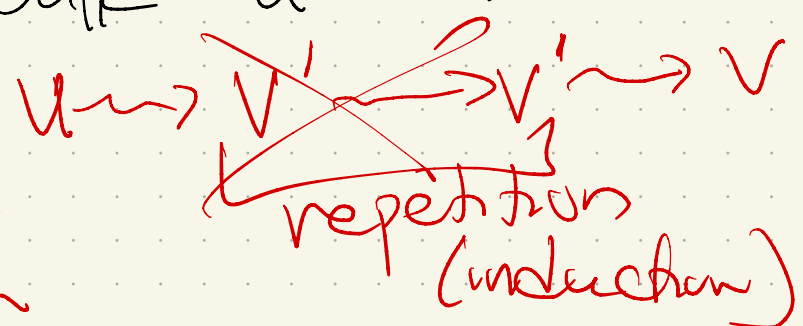 u ⇝ v' ⇝ v' ⇝ v
repetition
(induction)